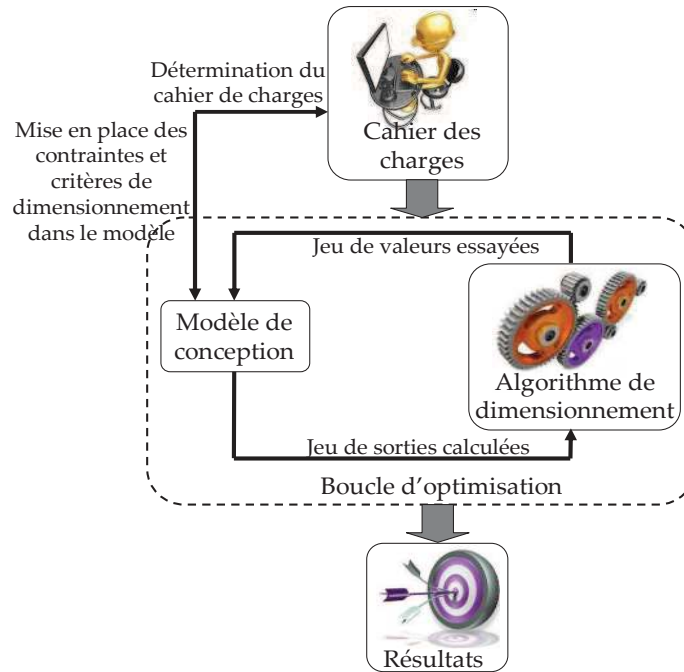 Détermination du
cahier de charges
Cahier des
charges
Mise en place des
contraintes et
critères de
dimensionnement
dans le modèle
Jeu de valeurs essayées
Modèle de
conception
Algorithme de
dimensionnement
Jeu de sorties calculées
Boucle d'optimisation
Résultats